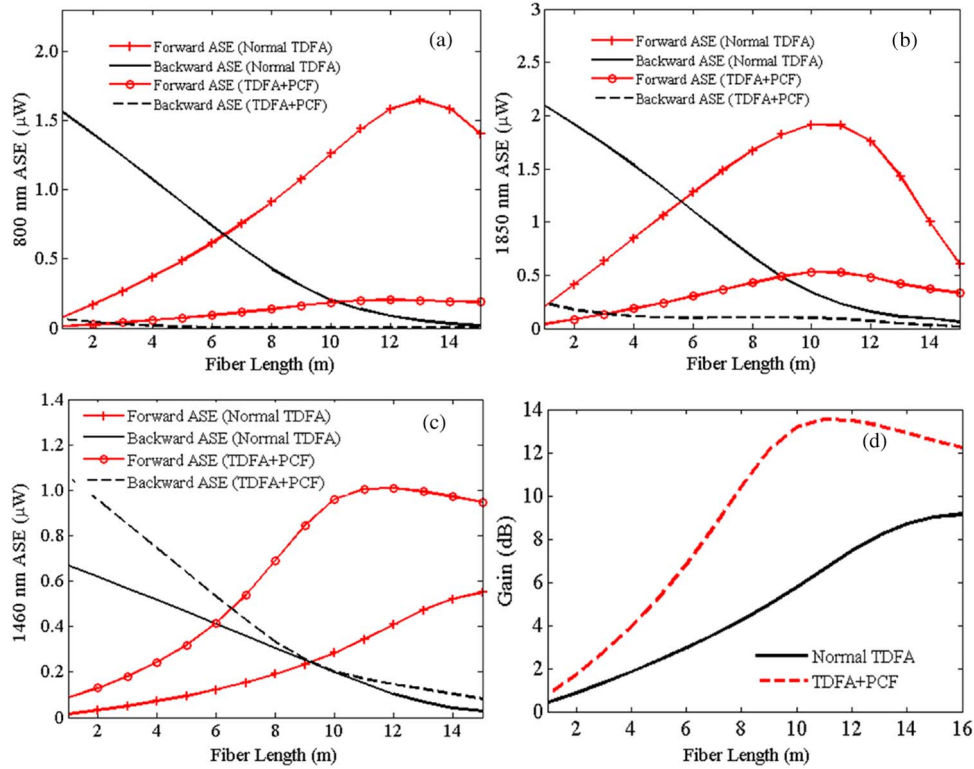 (a)
Forward ASE (Normal TDFA)
Backward ASE (Normal TDFA)
Forward ASE (TDFA+PCF)
Backward ASE (TDFA+PCF)
800 nm ASE (μW)
2.0
1.5
1.0
0.5
0
2 4 6 8 10 12 14
Fiber Length (m)
(b)
Forward ASE (Normal TDFA)
Backward ASE (Normal TDFA)
Forward ASE (TDFA+PCF)
Backward ASE (TDFA+PCF)
1850 nm ASE (μW)
3
2.5
2
1.5
1
0.5
0
2 4 6 8 10 12 14
Fiber Length (m)
(c)
Forward ASE (Normal TDFA)
Backward ASE (Normal TDFA)
Forward ASE (TDFA+PCF)
Backward ASE (TDFA+PCF)
1460 nm ASE (μW)
1.4
1.2
1.0
0.8
0.6
0.4
0.2
0
2 4 6 8 10 12 14
Fiber Length (m)
(d)
Gain (dB)
14
12
10
8
6
4
2
0
Normal TDFA
TDFA+PCF
2 4 6 8 10 12 14 16
Fiber Length (m)